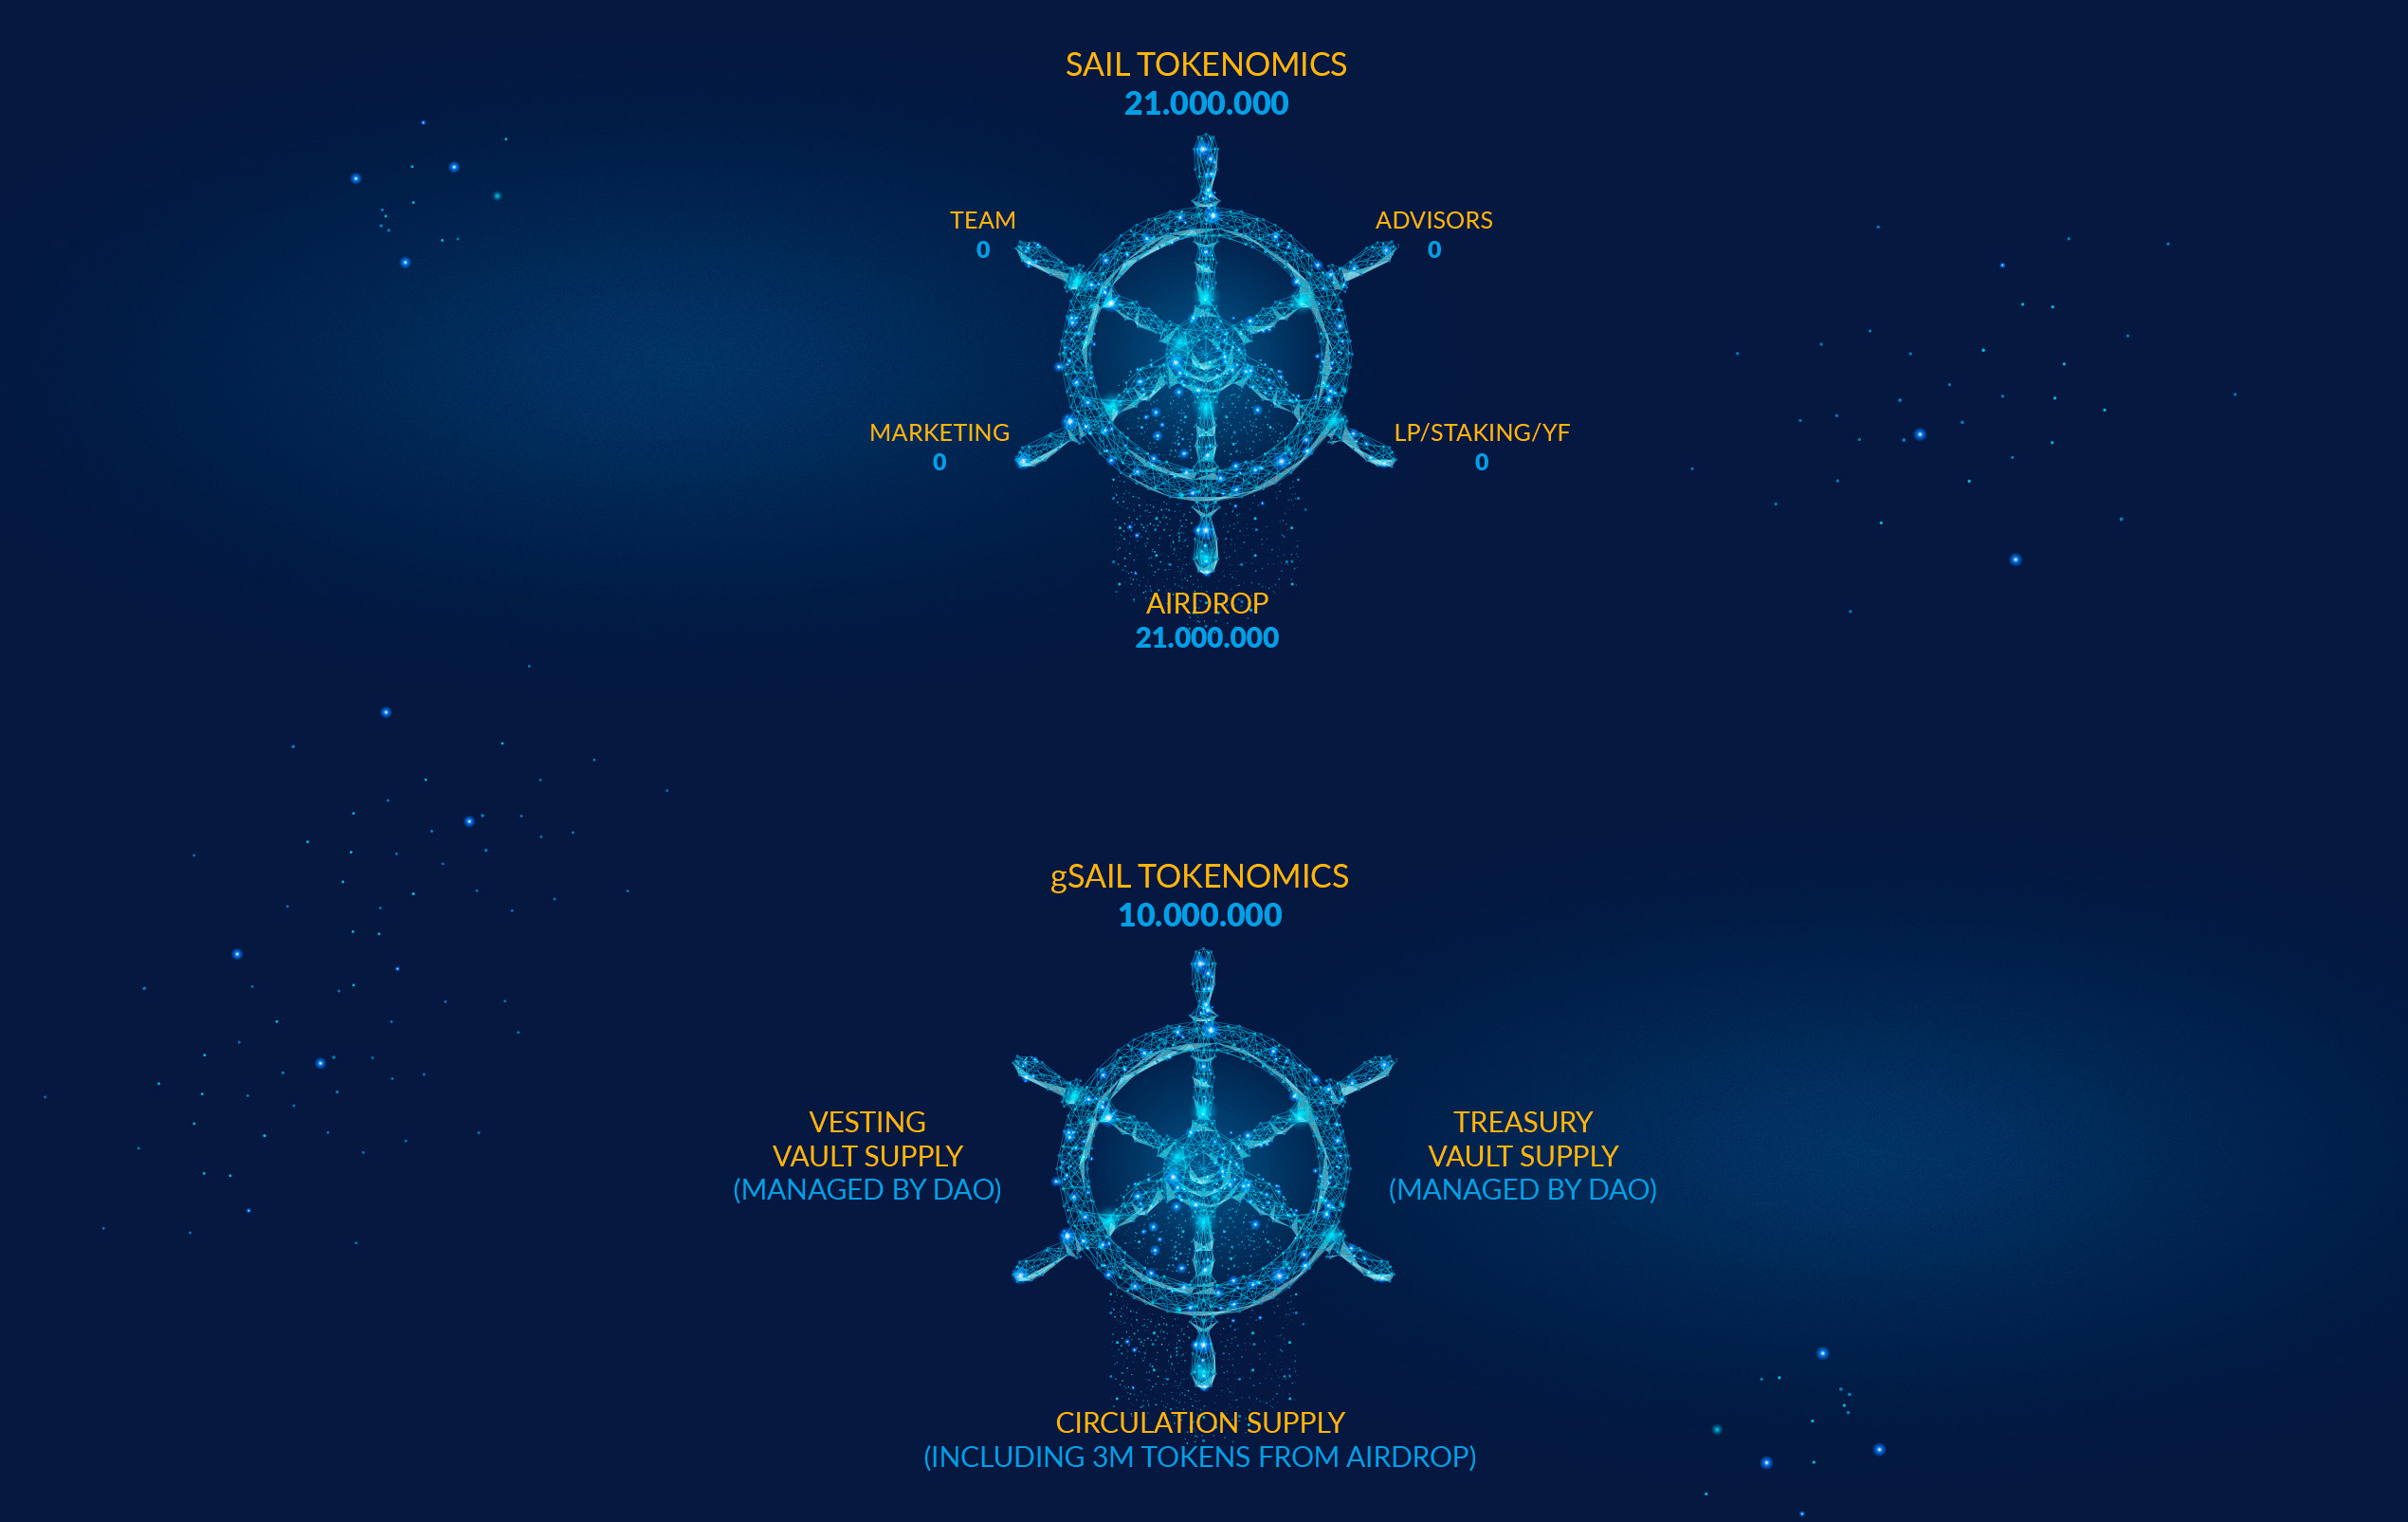 SAIL TOKENOMICS
21.000.000
TEAM
0
ADVISORS
0
MARKETING
0
LP/STAKING/YF
0
AIRDROP
21.000.000
gSAIL TOKENOMICS
10.000.000
VESTING
VAULT SUPPLY
(MANAGED BY DAO)
TREASURY
VAULT SUPPLY
(MANAGED BY DAO)
CIRCULATION SUPPLY
(INCLUDING 3M TOKENS FROM AIRDROP)